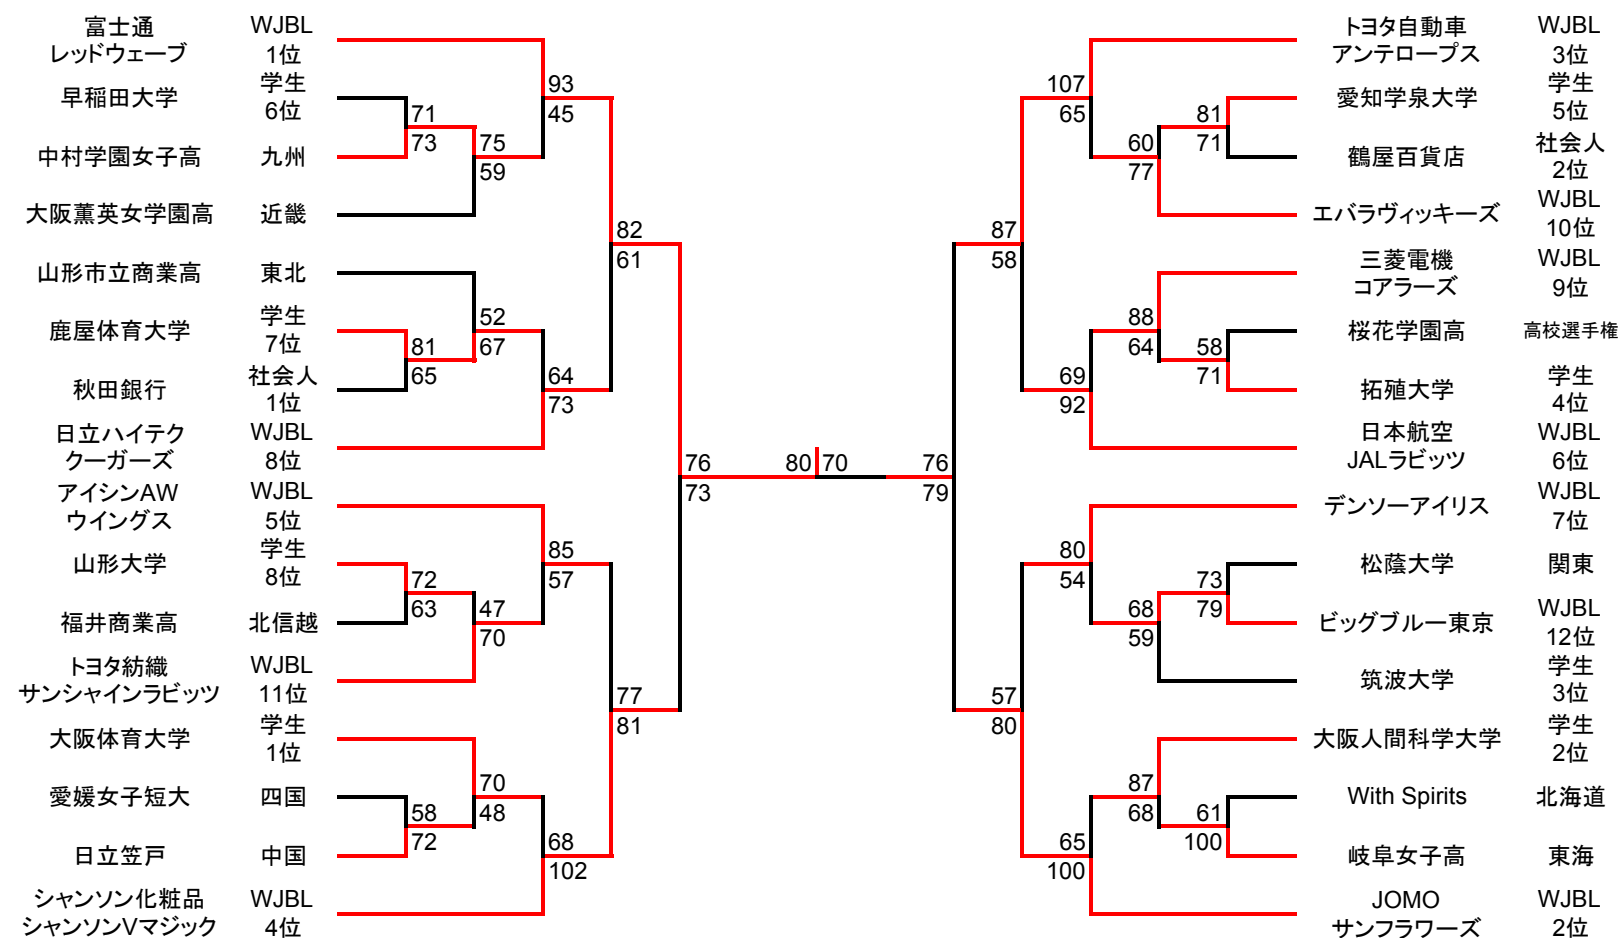 富士通
レッドウェーブ
WJBL
1位
早稲田大学
学生
6位
中村学園女子高
九州
大阪薫英女学園高
近畿
山形市立商業高
東北
鹿屋体育大学
学生
7位
秋田銀行
社会人
1位
日立ハイテク
クーガーズ
WJBL
8位
アイシンAW
ウイングス
WJBL
5位
山形大学
学生
8位
福井商業高
北信越
トヨタ紡織
サンシャインラビッツ
WJBL
11位
大阪体育大学
学生
1位
愛媛女子短大
四国
日立笠戸
中国
シャンソン化粧品
シャンソンVマジック
WJBL
4位
71
73
75
59
93
45
81
65
52
67
64
73
82
61
72
63
47
70
85
57
58
72
70
48
68
102
77
81
76
73
80
70
76
79
87
58
107
65
60
77
81
71
69
92
88
64
58
71
57
80
80
54
68
59
73
79
65
100
87
68
61
100
トヨタ自動車
アンテロープス
WJBL
3位
愛知学泉大学
学生
5位
鶴屋百貨店
社会人
2位
エバラヴィッキーズ
WJBL
10位
三菱電機
コアラーズ
WJBL
9位
桜花学園高
高校選手権
拓殖大学
学生
4位
日本航空
JALラビッツ
WJBL
6位
デンソーアイリス
WJBL
7位
松蔭大学
関東
ビッグブルー東京
WJBL
12位
筑波大学
学生
3位
大阪人間科学大学
学生
2位
With Spirits
北海道
岐阜女子高
東海
JOMO
サンフラワーズ
WJBL
2位